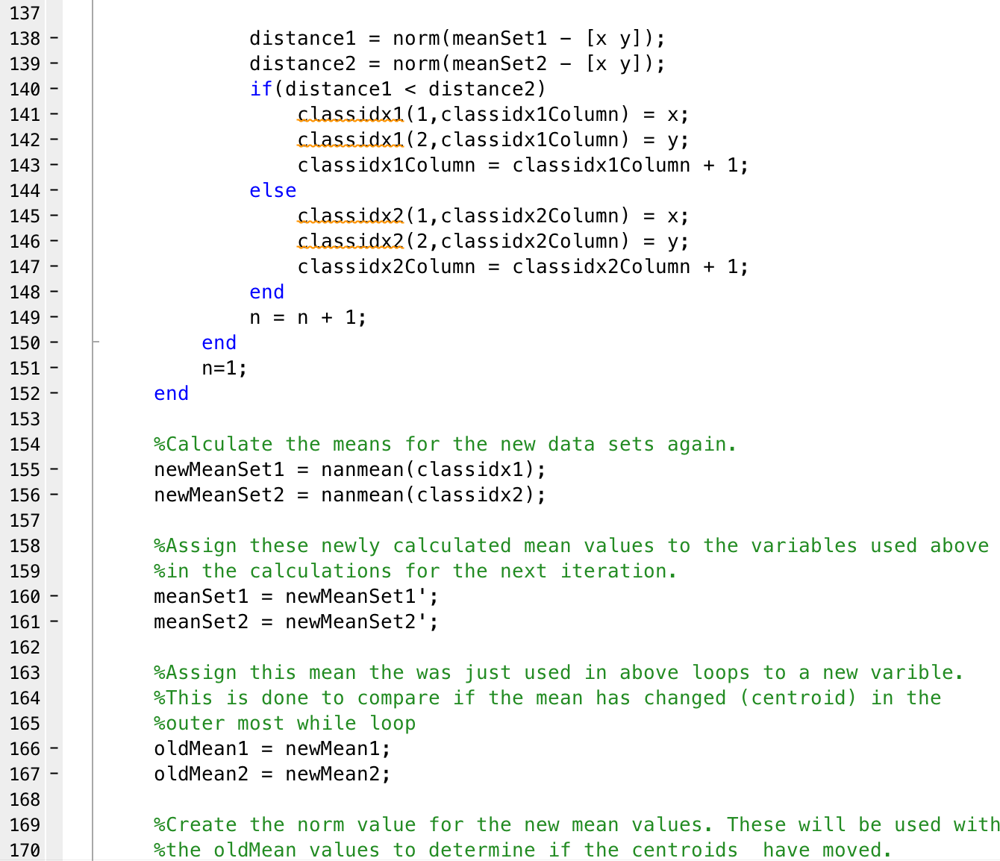 137
138 - distance1 = norm(meanSet1 - [x y]);
139 - distance2 = norm(meanSet2 - [x y]);
140 - if(distance1 < distance2)
141 - classidx1(1,classidx1Column) = x;
142 - classidx1(2,classidx1Column) = y;
143 - classidx1Column = classidx1Column + 1;
144 - else
145 - classidx2(1,classidx2Column) = x;
146 - classidx2(2,classidx2Column) = y;
147 - classidx2Column = classidx2Column + 1;
148 - end
149 - n = n + 1;
150 - end
151 - n=1;
152 - end
153
154 %Calculate the means for the new data sets again.
155 - newMeanSet1 = nanmean(classidx1);
156 - newMeanSet2 = nanmean(classidx2);
157
158 %Assign these newly calculated mean values to the variables used above
159 %in the calculations for the next iteration.
160 - meanSet1 = newMeanSet1';
161 - meanSet2 = newMeanSet2';
162
163 %Assign this mean the was just used in above loops to a new varible.
164 %This is done to compare if the mean has changed (centroid) in the
165 %outer most while loop
166 - oldMean1 = newMean1;
167 - oldMean2 = newMean2;
168
169 %Create the norm value for the new mean values. These will be used with
170 %the oldMean values to determine if the centroids  have moved.